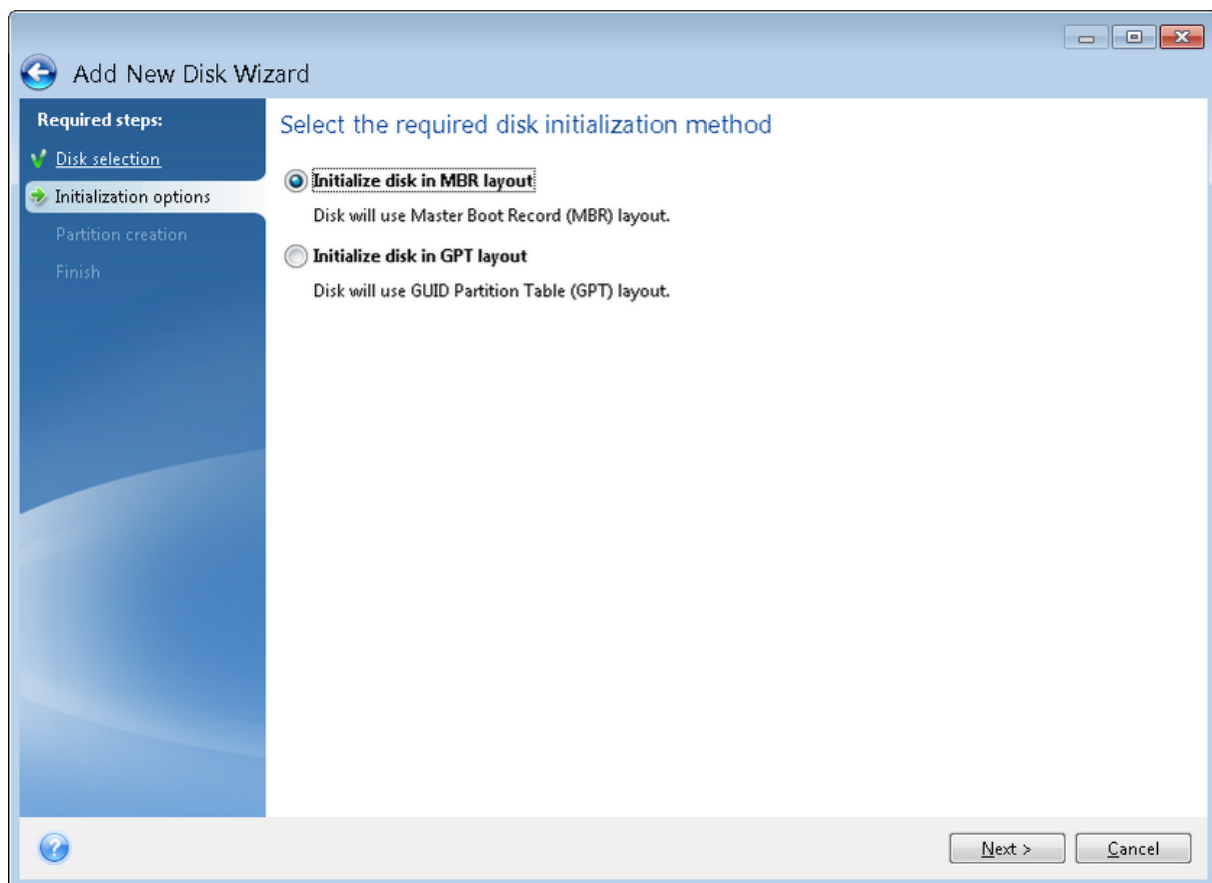 Add New Disk Wizard
Required steps:
Disk selection
Initialization options
Partition creation
Finish
Select the required disk initialization method
Initialize disk in MBR layout
Disk will use Master Boot Record (MBR) layout.
Initialize disk in GPT layout
Disk will use GUID Partition Table (GPT) layout.
?
Next >
Cancel